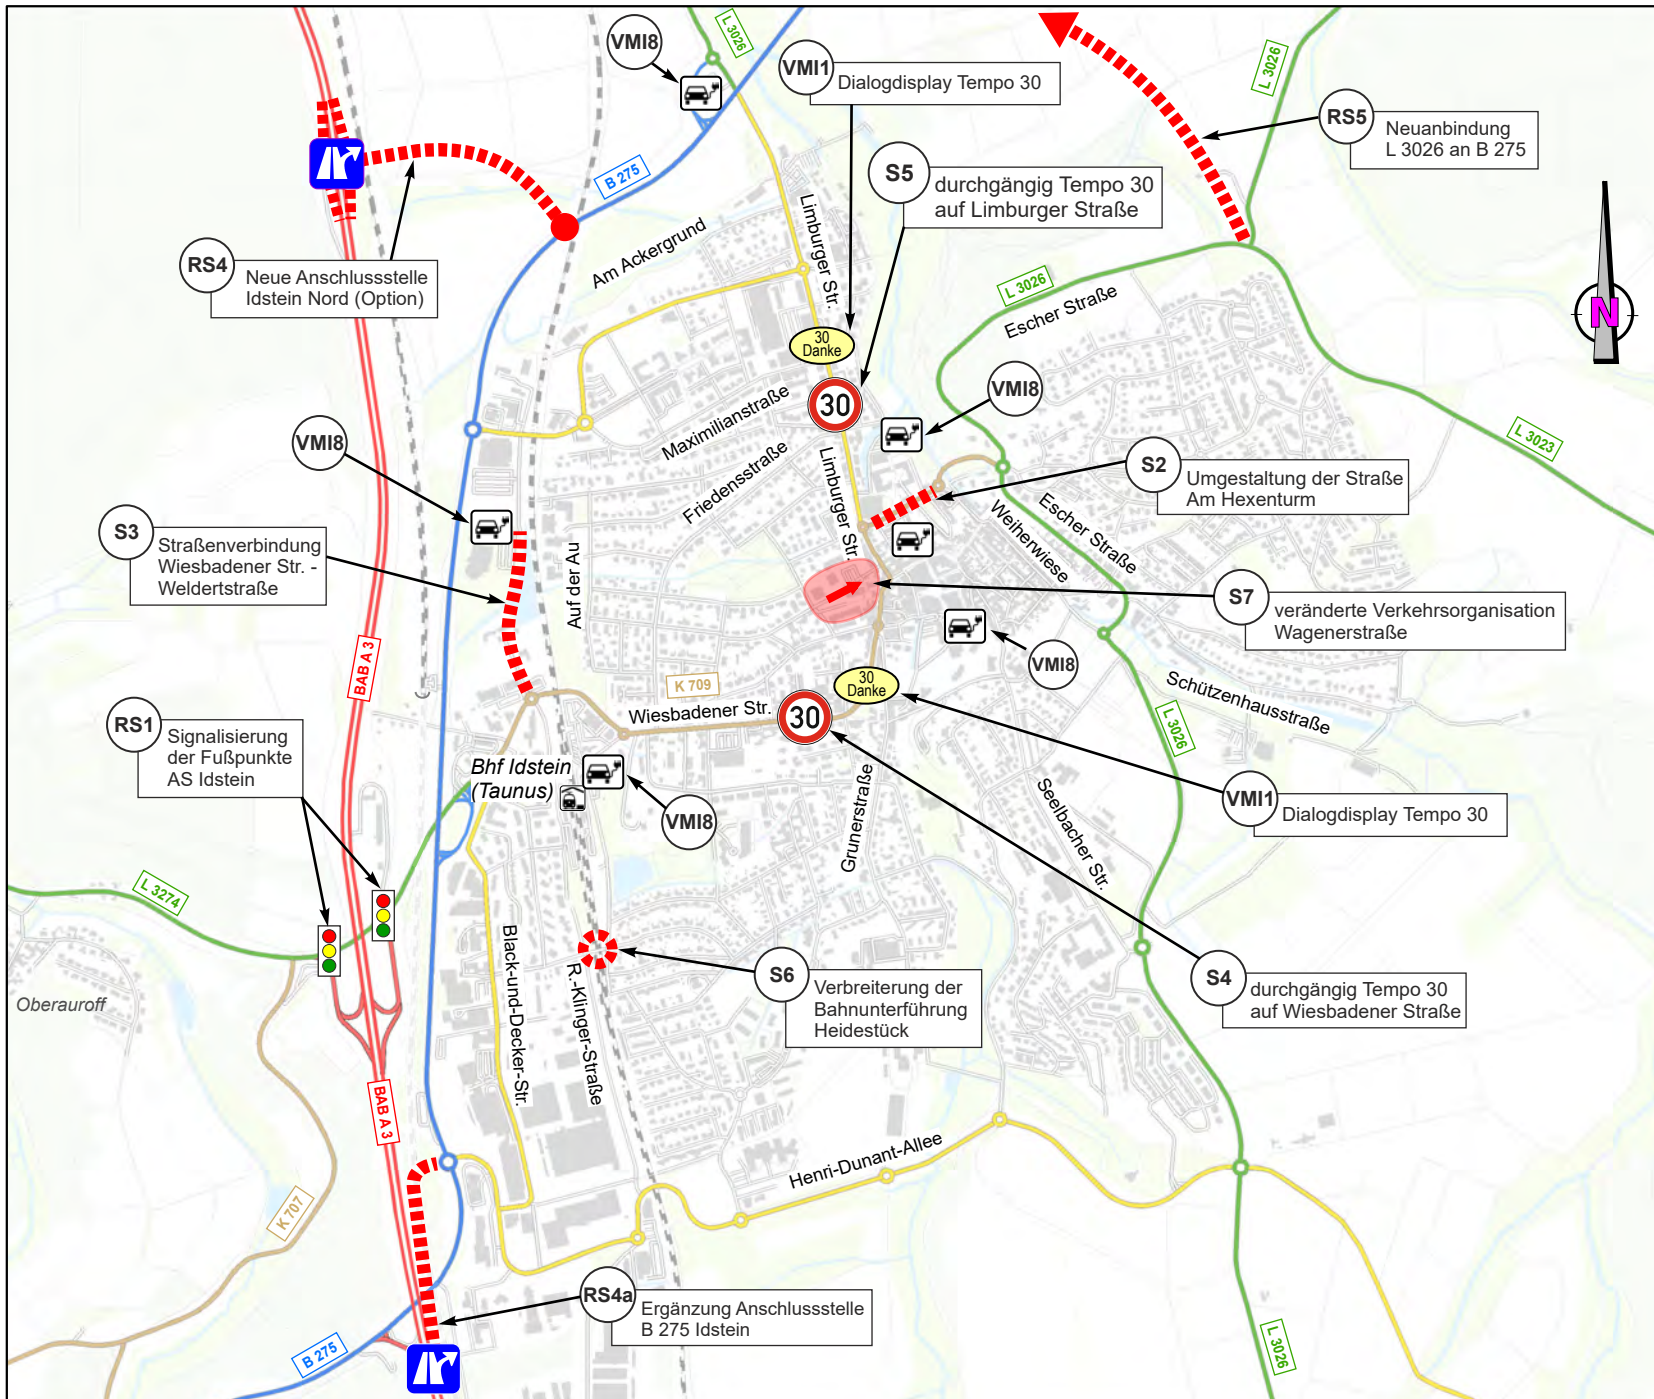 VMI8
L 3026
VMI1
Dialogdisplay Tempo 30
L 3026
RS5
Neuanbindung
L 3026 an B 275
S5
durchgängig Tempo 30
auf Limburger Straße
B 275
Limburger Str.
Am Ackergrund
RS4
Neue Anschlussstelle
Idstein Nord (Option)
L 3026
Escher Straße
N
30
Danke
30
VMI8
Maximilianstraße
VMI8
Friedensstraße
Limburger Str.
L 3023
S2
Umgestaltung der Straße
Am Hexenturm
Escher Straße
Weiherwiese
S3
Straßenverbindung
Wiesbadener Str. -
Weldertstraße
Auf der Au
S7
veränderte Verkehrsorganisation
Wagenerstraße
BAB A 3
VMI8
K 709
30
Danke
Schützenhausstraße
Wiesbadener Str.
30
L 3026
RS1
Signalisierung
der Fußpunkte
AS Idstein
Bhf Idstein
(Taunus)
VMI8
Grunerstraße
Seelbacher Str.
VMI1
Dialogdisplay Tempo 30
L 3274
Black-und-Decker-Str.
R.-Klinger-Straße
S6
Verbreiterung der
Bahnunterführung
Heidestück
S4
durchgängig Tempo 30
auf Wiesbadener Straße
Oberauroff
BAB A 3
Henri-Dunant-Allee
K 707
RS4a
Ergänzung Anschlussstelle
B 275 Idstein
B 275
L 3026